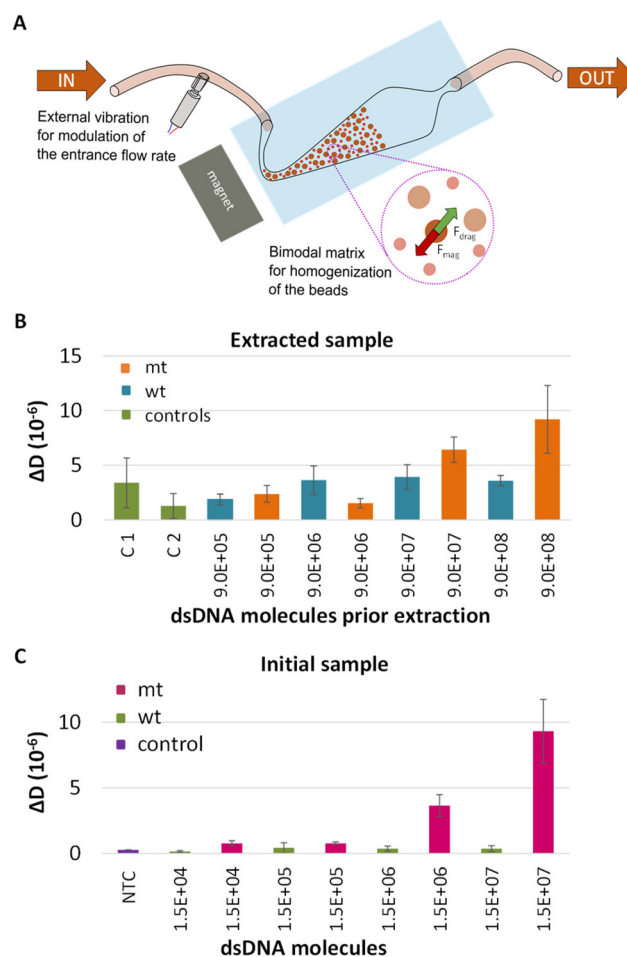 A
IN
OUT
External vibration
for modulation of
the entrance flow rate
magnet
Bimodal matrix
for homogenization
of the beads
F_drag
F_mag
B
Extracted sample
15
10
5
0
ΔD (10⁻⁶)
mt
wt
controls
C 1
C 2
9.0E+05
9.0E+05
9.0E+06
9.0E+06
9.0E+07
9.0E+07
9.0E+08
9.0E+08
dsDNA molecules prior extraction
C
Initial sample
10
5
0
ΔD (10⁻⁶)
mt
wt
control
NTC
1.5E+04
1.5E+04
1.5E+05
1.5E+05
1.5E+06
1.5E+06
1.5E+07
1.5E+07
dsDNA molecules